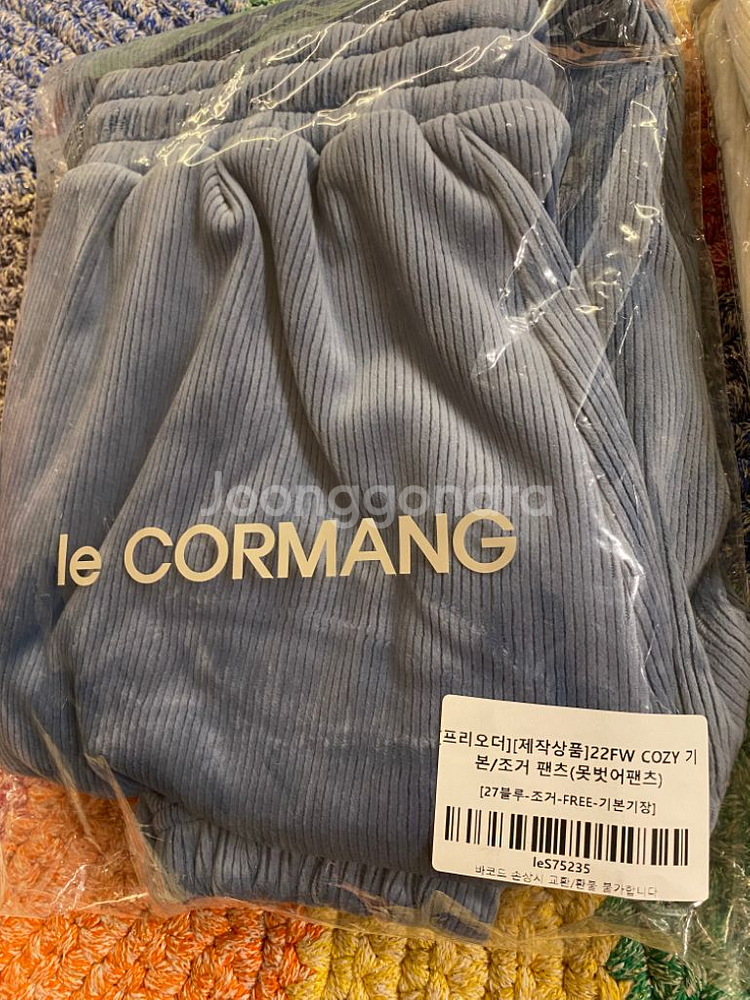 Joonggonara
le CORMANG
[프리오더][제작상품]22FW COZY 기
본/조거 팬츠(못벗어팬츠)
[27블루-조거-FREE-기본기장]
leS75235
바코드 손상시 교환/환불 불가합니다